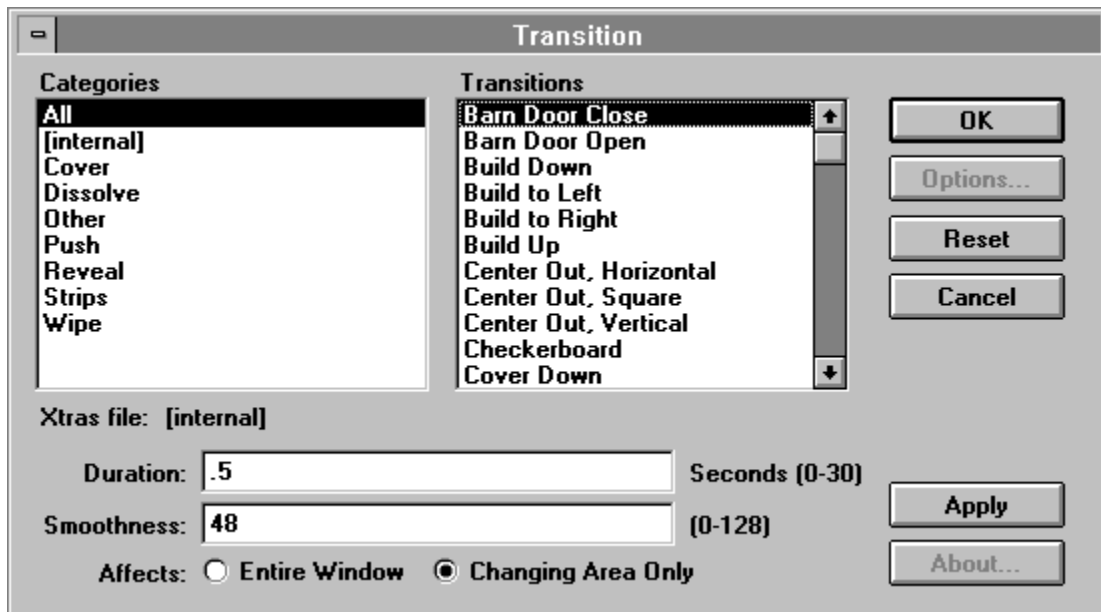 Transition
Categories
All
[internal]
Cover
Dissolve
Other
Push
Reveal
Strips
Wipe
Transitions
Barn Door Close
Barn Door Open
Build Down
Build to Left
Build to Right
Build Up
Center Out, Horizontal
Center Out, Square
Center Out, Vertical
Checkerboard
Cover Down
OK
Options...
Reset
Cancel
Xtras file: [internal]
Duration: .5 Seconds (0-30)
Smoothness: 48 (0-128)
Affects: Entire Window Changing Area Only
Apply
About...